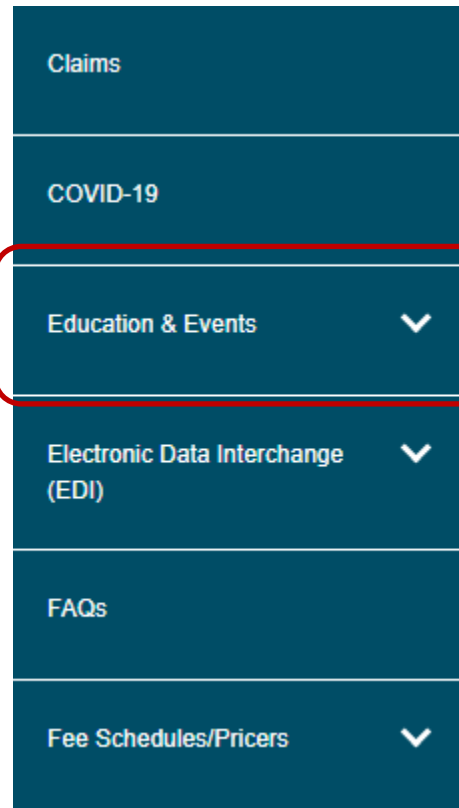 Claims
COVID-19
Education & Events
Electronic Data Interchange
(EDI)
FAQs
Fee Schedules/Pricers